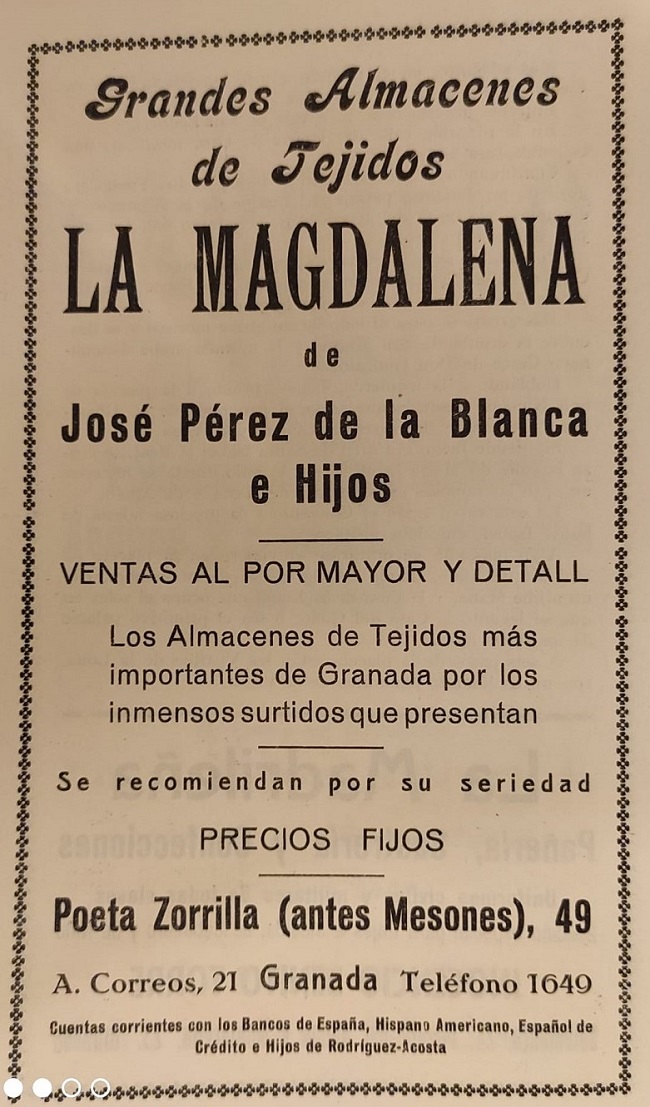 Grandes Almacenes
de Tejidos
LA MAGDALENA
de
José Pérez de la Blanca
e Hijos
VENTAS AL POR MAYOR Y DETALL
Los Almacenes de Tejidos más
importantes de Granada por los
inmensos surtidos que presentan
Se recomiendan por su seriedad
PRECIOS FIJOS
Poeta Zorrilla (antes Mesones), 49
A. Correos, 21 Granada Teléfono 1649
Cuentas corrientes con los Bancos de España, Hispano Americano, Español de
Crédito e Hijos de Rodríguez-Acosta